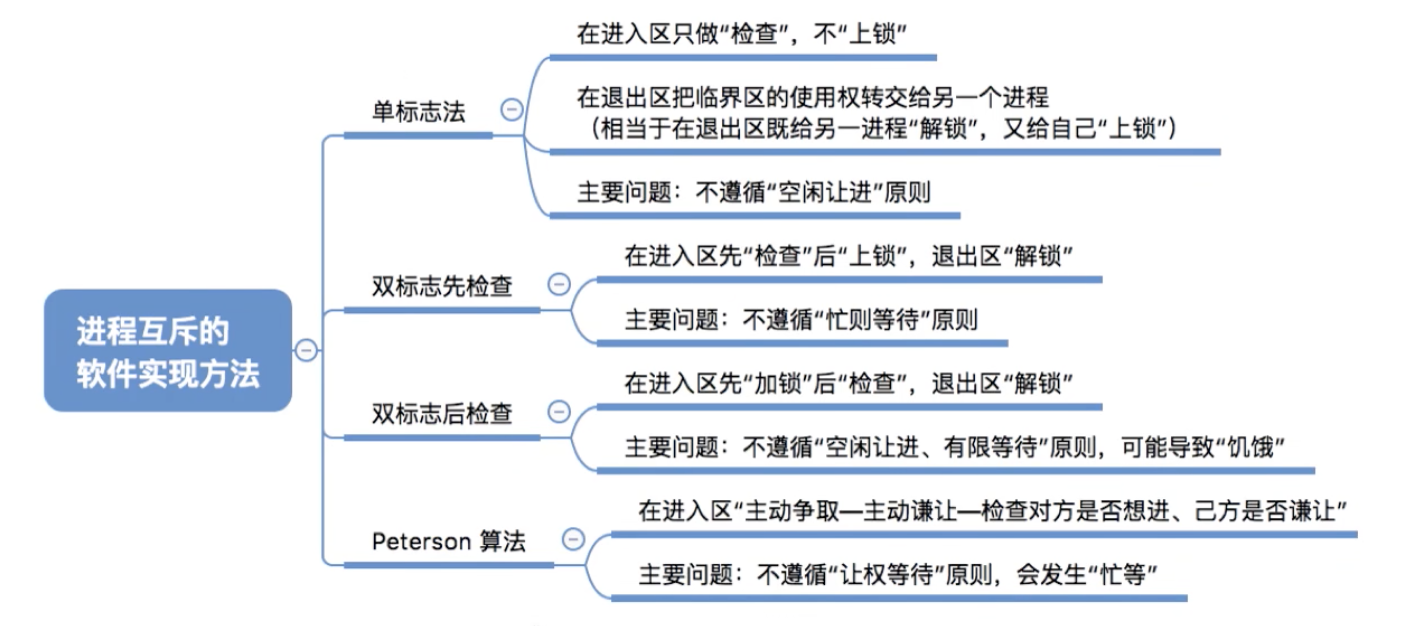 进程互斥的
软件实现方法
单标志法
在进入区只做“检查”，不“上锁”
在退出区把临界区的使用权转交给另一个进程
（相当于在退出区既给另一进程“解锁”，又给自己“上锁”）
主要问题：不遵循“空闲让进”原则
双标志先检查
在进入区先“检查”后“上锁”，退出区“解锁”
主要问题：不遵循“忙则等待”原则
双标志后检查
在进入区先“加锁”后“检查”，退出区“解锁”
主要问题：不遵循“空闲让进、有限等待”原则，可能导致“饥饿”
Peterson 算法
在进入区“主动争取—主动谦让—检查对方是否想进、己方是否谦让”
主要问题：不遵循“让权等待”原则，会发生“忙等”